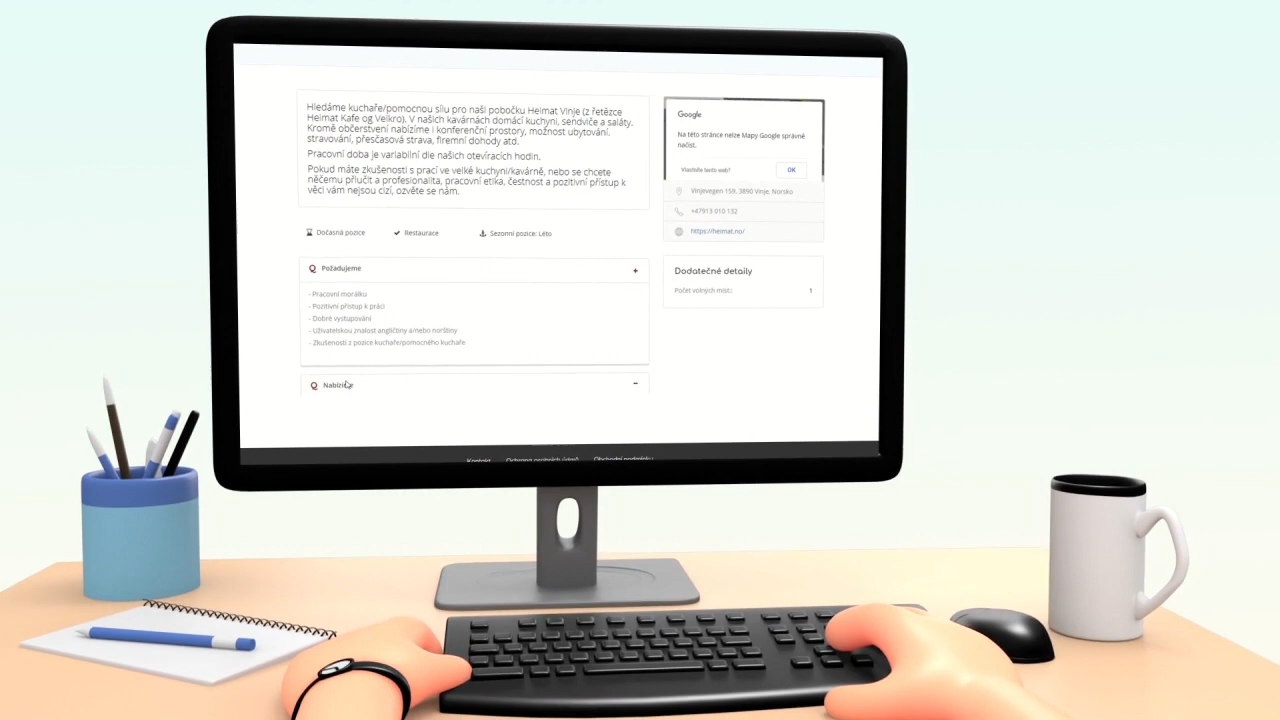 Hledáme kuchaře/pomocnou sílu pro naši pobočku Heimat Vinje (z řetězce
Heimat Kafe og Velkro). V našich kavárnách domácí kuchyni, sendviče a saláty.
Kromě občerstvení nabízíme i konferenční prostory, možnost ubytování.
stravování, přesčasová strava, firemní dohody atd.
Pracovní doba je variabilní dle našich otevíracích hodin.
Pokud máte zkušenosti s prací ve velké kuchyni/kavárně, nebo se chcete
něčemu přiučit a profesionalita, pracovní etika, čestnost a pozitivní přístup k
věci vám nejsou cizí, ozvěte se nám.
Dočasná pozice
Restaurace
Sezonní pozice: Léto
Požadujeme
- Pracovní morálku
- Pozitivní přístup k práci
- Dobré vystupování
- Uživatelskou znalost angličtiny a/nebo norštiny
- Zkušenosti z pozice kuchaře/pomocného kuchaře
Nabízíme
Google
Na této stránce nelze Mapy Google správně
načíst.
Vlastníte tento web? OK
Vinjevegen 159, 3890 Vinje, Norsko
+47913 010 132
https://heimat.no/
Dodatečné detaily
Počet volných míst:
Kontakt Ochrana osobních údajů Obchodní podmínky